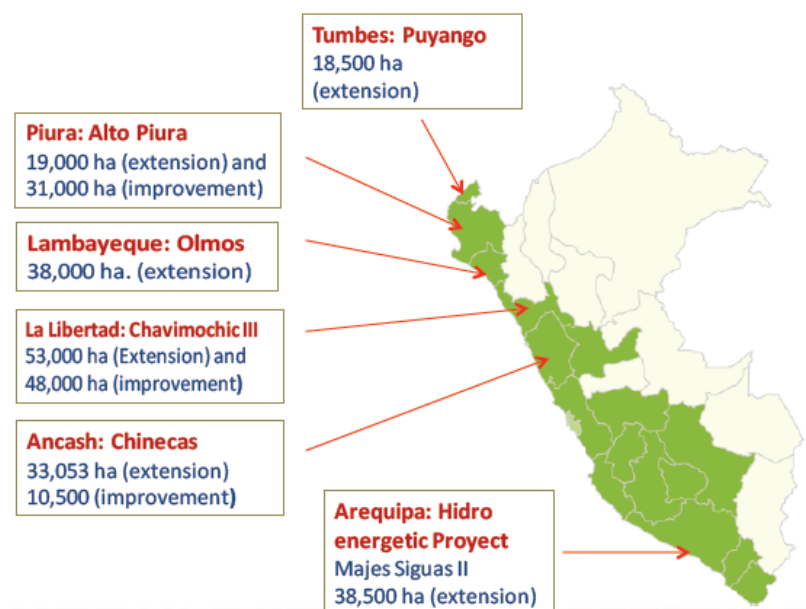 Tumbes: Puyango
18,500 ha
(extension)
Piura: Alto Piura
19,000 ha (extension) and
31,000 ha (improvement)
Lambayeque: Olmos
38,000 ha. (extension)
La Libertad: Chavimochic III
53,000 ha (Extension) and
48,000 ha (improvement)
Ancash: Chinecas
33,053 ha (extension)
10,500 (improvement)
Arequipa: Hidro
energetic Proyect
Majes Siguas II
38,500 ha (extension)